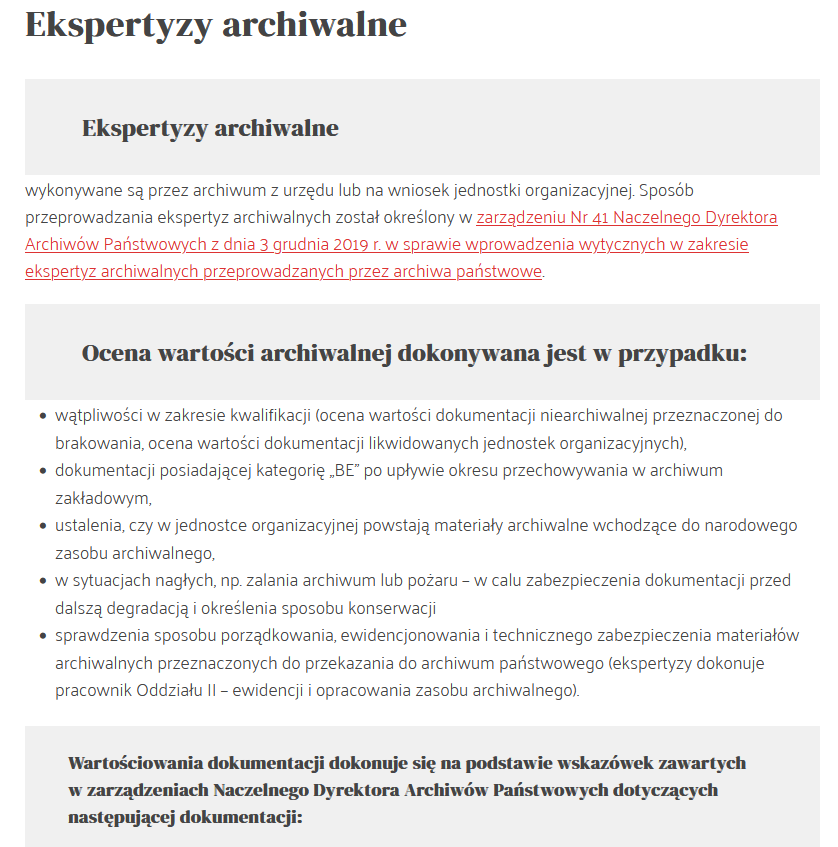 Ekspertyzy archiwalne
Ekspertyzy archiwalne
wykonywane są przez archiwum z urzędu lub na wniosek jednostki organizacyjnej. Sposób
przeprowadzania ekspertyz archiwalnych został określony w zarządzeniu Nr 41 Naczelnego Dyrektora
Archiwów Państwowych z dnia 3 grudnia 2019 r. w sprawie wprowadzenia wytycznych w zakresie
ekspertyz archiwalnych przeprowadzanych przez archiwa państwowe.
Ocena wartości archiwalnej dokonywana jest w przypadku:
• wątpliwości w zakresie kwalifikacji (ocena wartości dokumentacji niearchiwalnej przeznaczonej do
brakowania, ocena wartości dokumentacji likwidowanych jednostek organizacyjnych),
• dokumentacji posiadającej kategorię „BE” po upływie okresu przechowywania w archiwum
zakładowym,
• ustalenia, czy w jednostce organizacyjnej powstają materiały archiwalne wchodzące do narodowego
zasobu archiwalnego,
• w sytuacjach nagłych, np. zalania archiwum lub pożaru – w calu zabezpieczenia dokumentacji przed
dalszą degradacją i określenia sposobu konserwacji
• sprawdzenia sposobu porządkowania, ewidencjonowania i technicznego zabezpieczenia materiałów
archiwalnych przeznaczonych do przekazania do archiwum państwowego (ekspertyzy dokonuje
pracownik Oddziału II – ewidencji i opracowania zasobu archiwalnego).
Wartościowania dokumentacji dokonuje się na podstawie wskazówek zawartych
w zarządzeniach Naczelnego Dyrektora Archiwów Państwowych dotyczących
następującej dokumentacji: